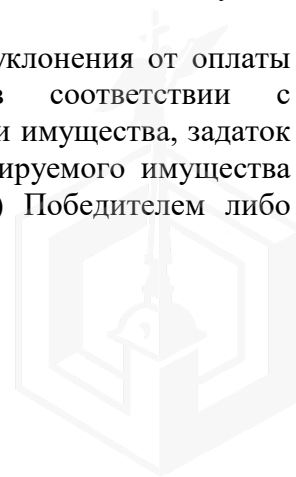 уклонения от оплаты
в соответствии с
и имущества, задаток
ируемого имущества
) Победителем либо